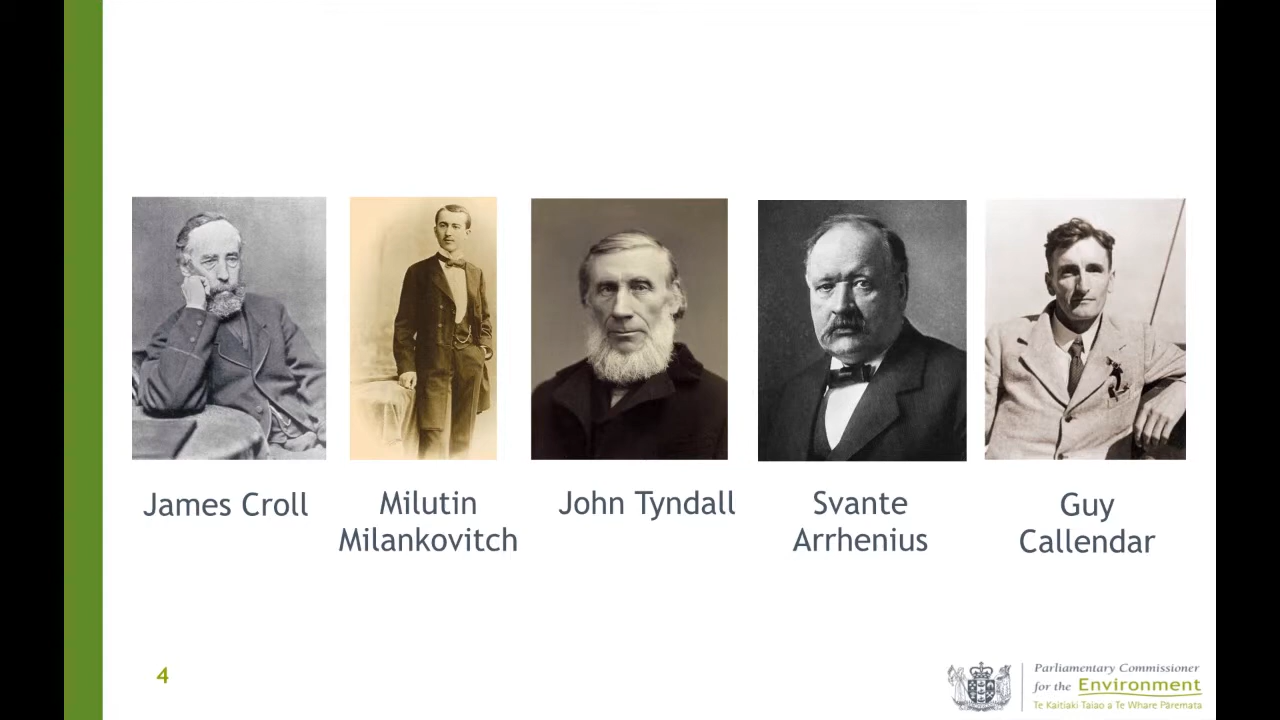 James Croll
Milutin
Milankovitch
John Tyndall
Svante
Arrhenius
Guy
Callendar
4
Parliamentary Commissioner
for the Environment
Te Kaitiaki Taiao a Te Whare Pāremata